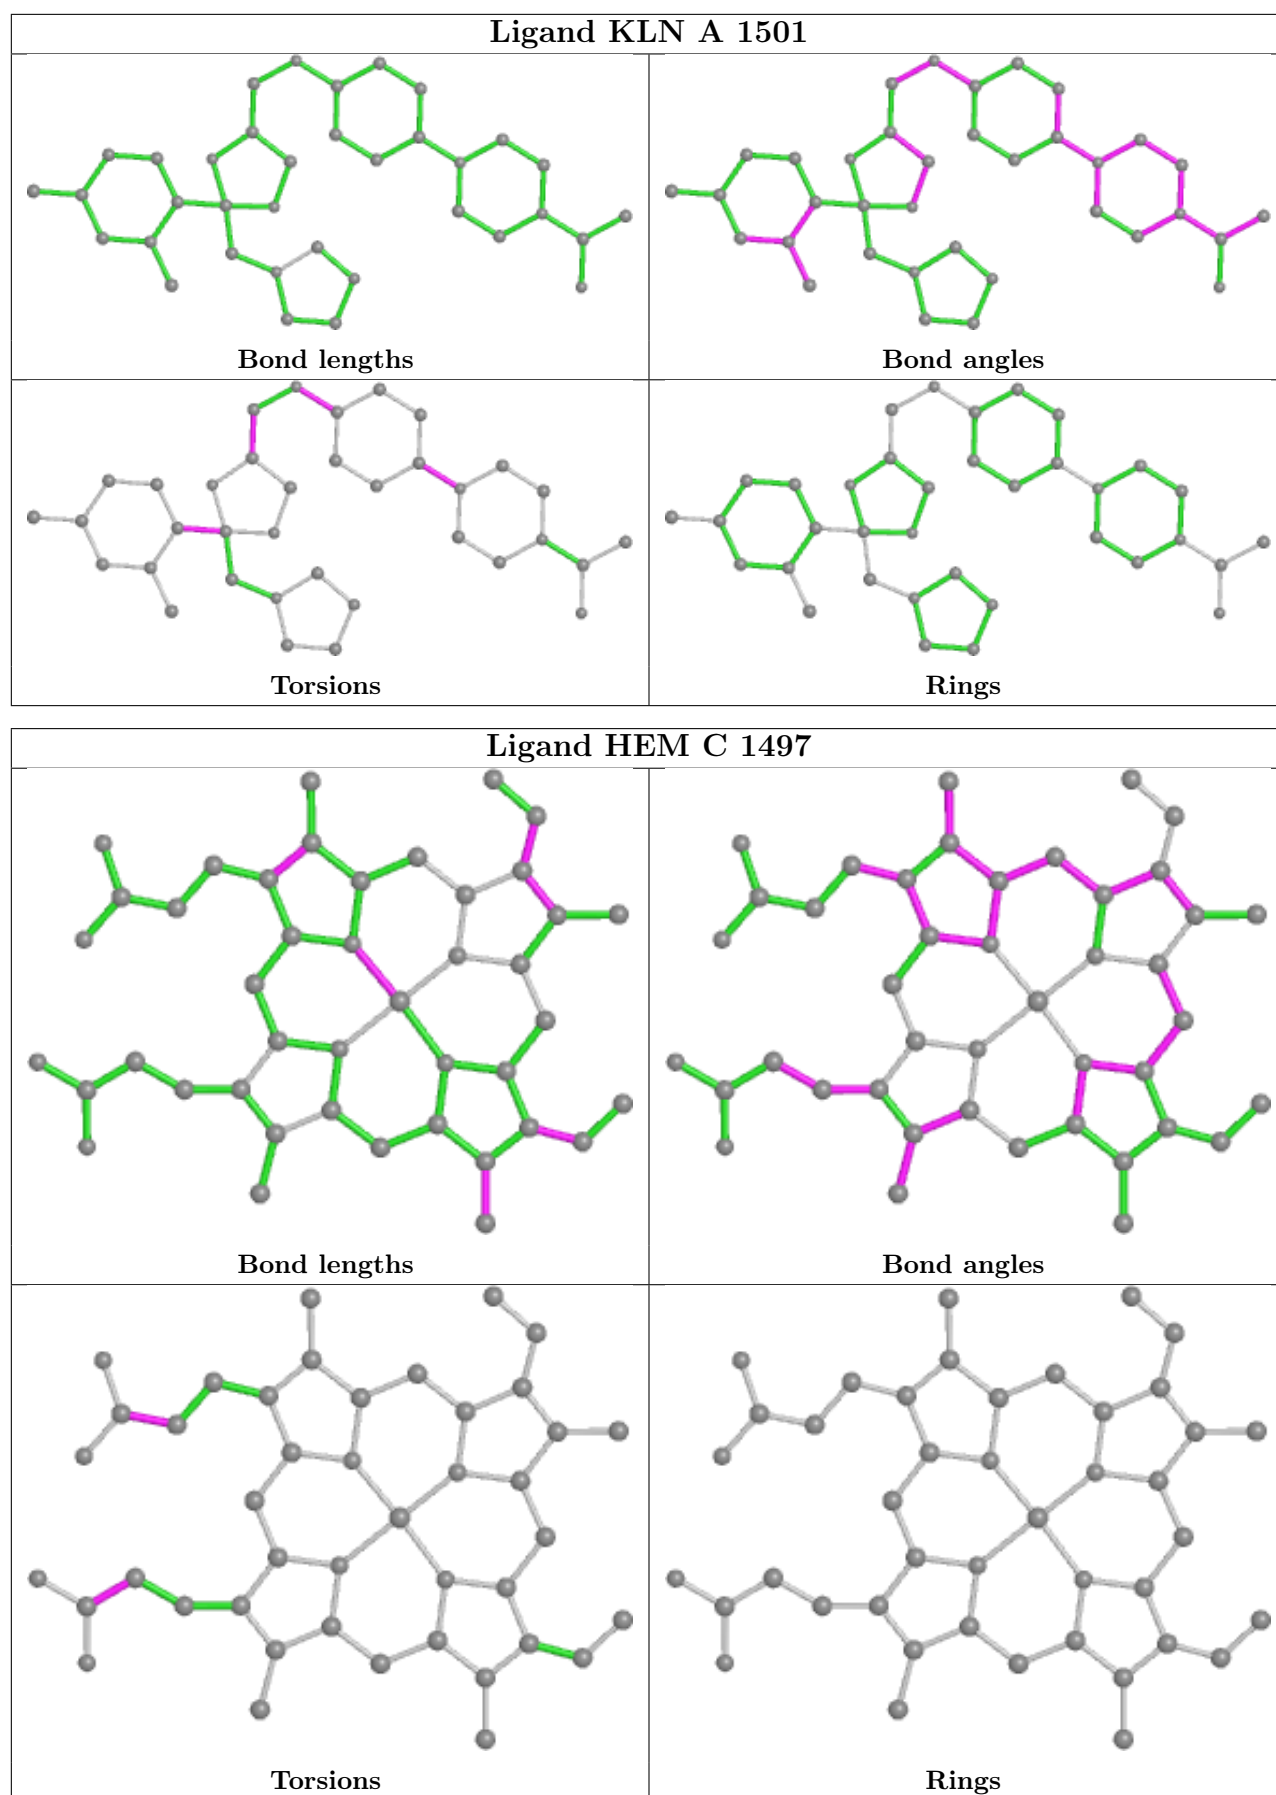 Ligand KLN A 1501
Bond lengths
Bond angles
Torsions
Rings
Ligand HEM C 1497
Bond lengths
Bond angles
Torsions
Rings